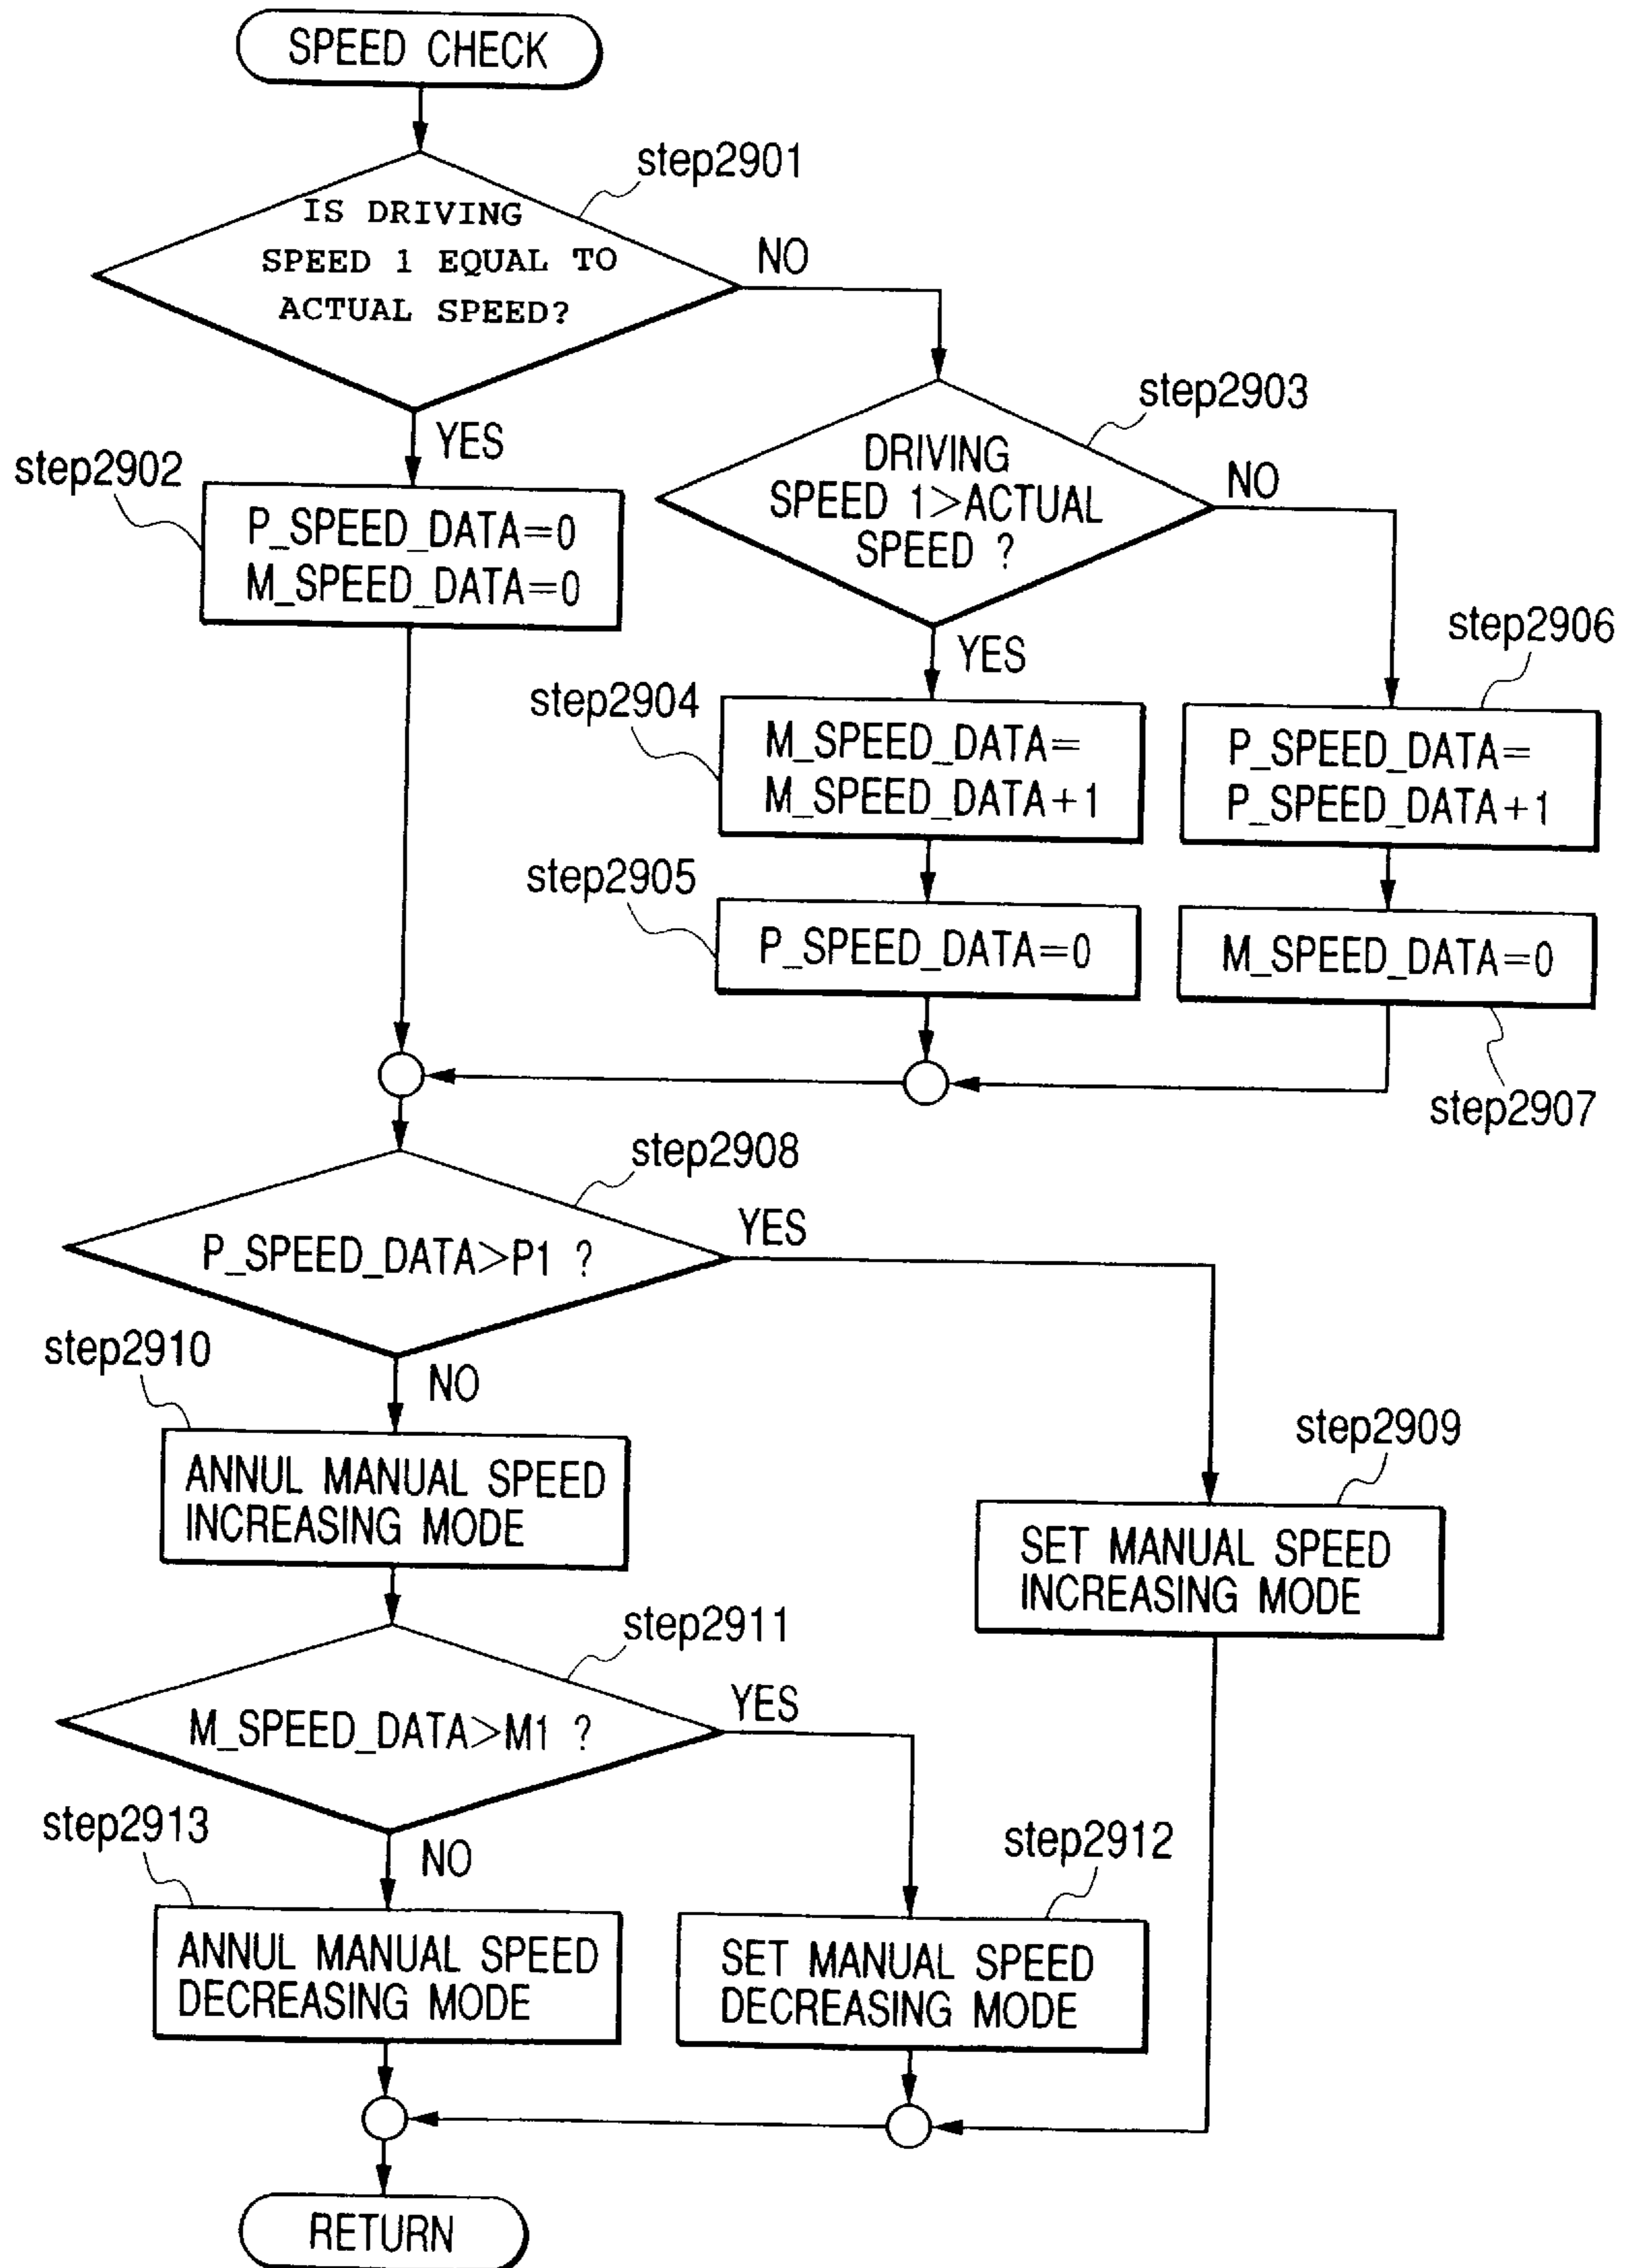 SPEED CHECK
step2901
IS DRIVING
SPEED 1 EQUAL TO
ACTUAL SPEED?
NO
YES
step2903
DRIVING
SPEED 1>ACTUAL
SPEED ?
NO
YES
step2902
P_SPEED_DATA=0
M_SPEED_DATA=0
step2904
M_SPEED_DATA=
M_SPEED_DATA+1
step2906
P_SPEED_DATA=
P_SPEED_DATA+1
step2905
P_SPEED_DATA=0
M_SPEED_DATA=0
step2907
step2908
P_SPEED_DATA>P1 ?
YES
NO
step2910
ANNUL MANUAL SPEED
INCREASING MODE
step2909
SET MANUAL SPEED
INCREASING MODE
step2911
M_SPEED_DATA>M1 ?
YES
NO
step2913
ANNUL MANUAL SPEED
DECREASING MODE
step2912
SET MANUAL SPEED
DECREASING MODE
RETURN